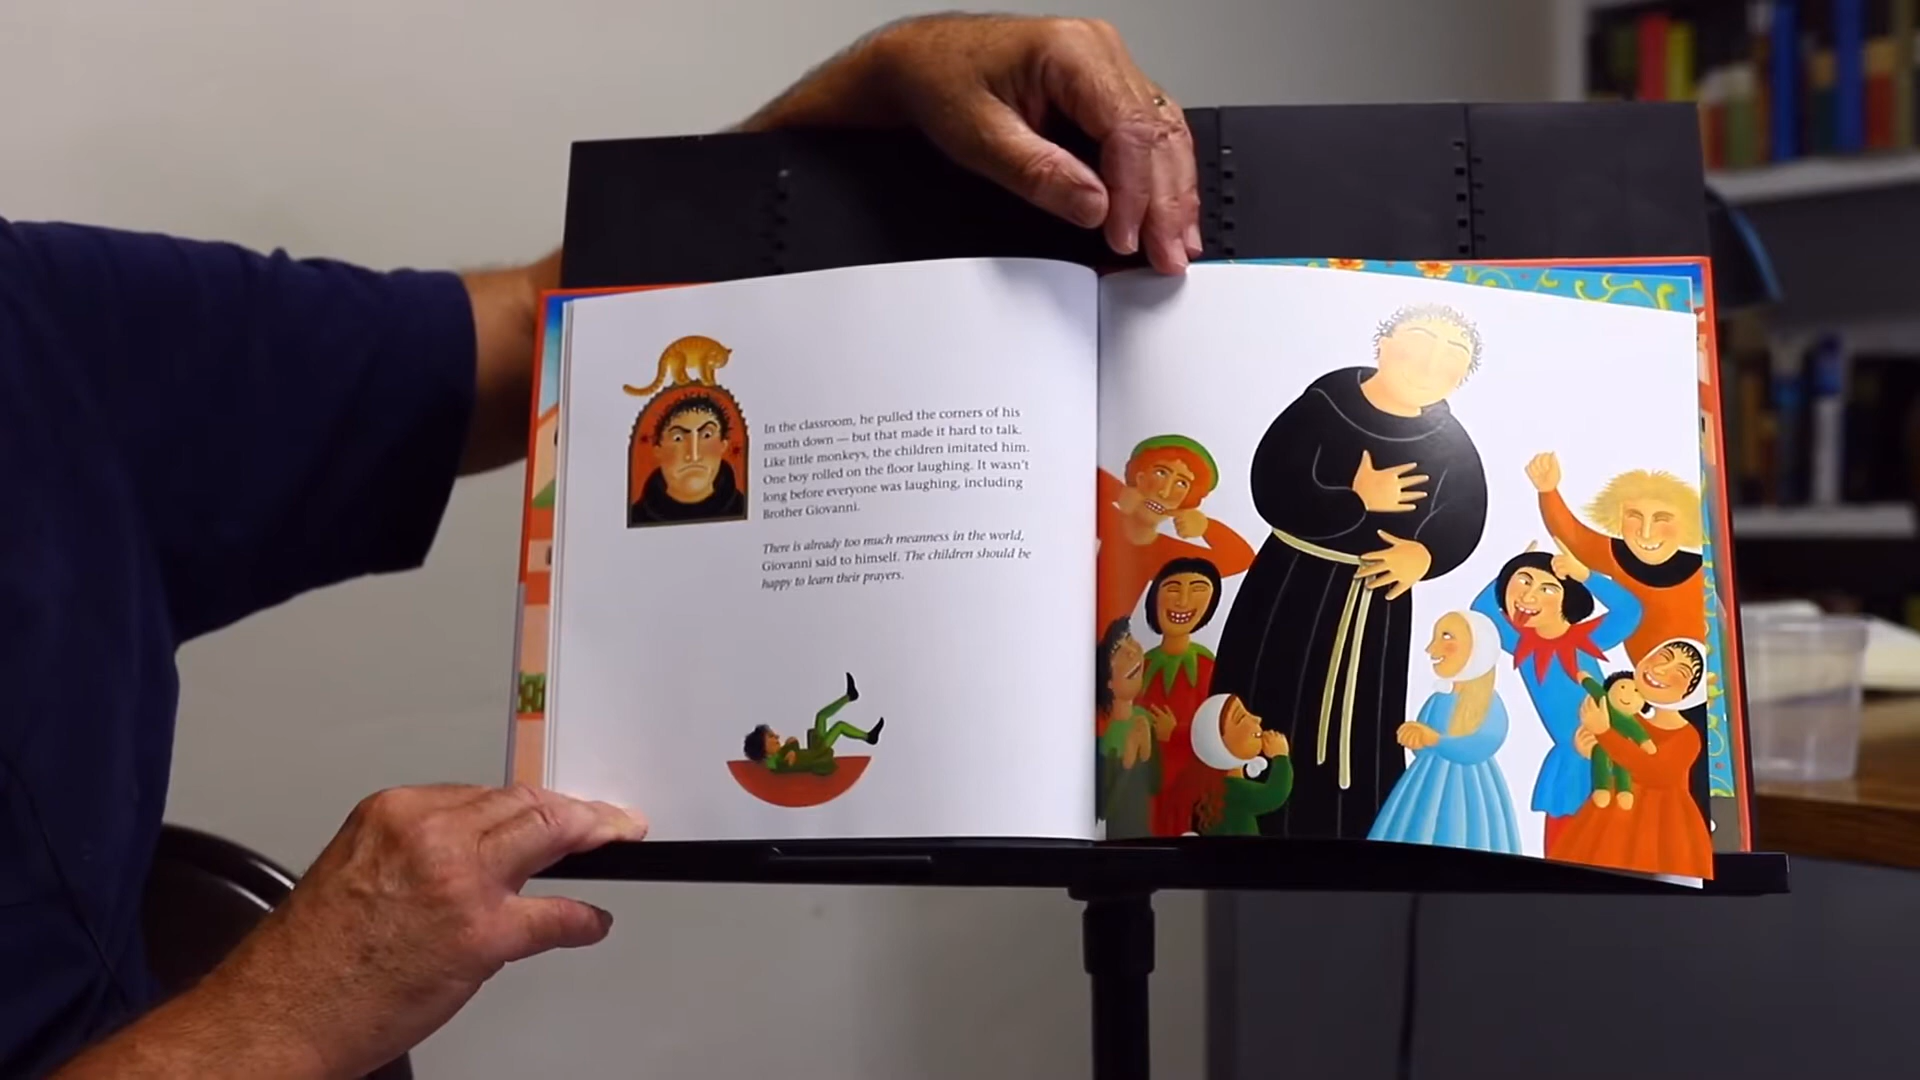 In the classroom, he pulled the corners of his
mouth down — but that made it hard to talk.
Like little monkeys, the children imitated him.
One boy rolled on the floor laughing. It wasn't
long before everyone was laughing, including
Brother Giovanni.
There is already too much meanness in the world,
Giovanni said to himself. The children should be
happy to learn their prayers.